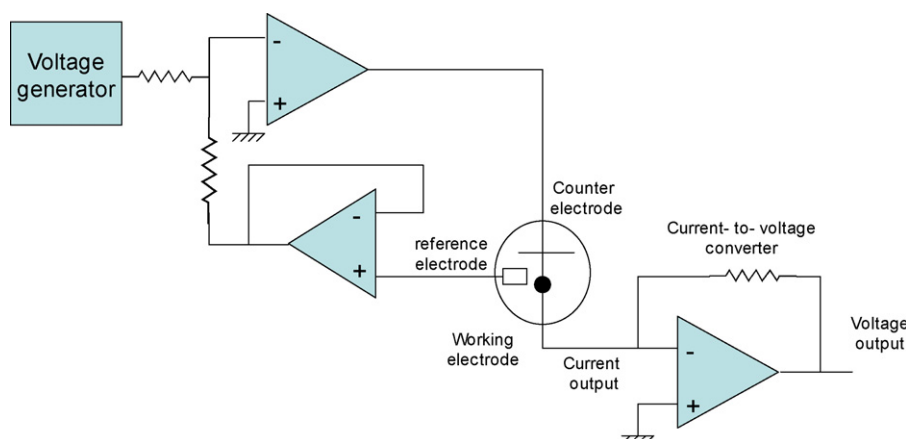 Voltage
generator
-
+
-
+
Counter
electrode
reference
electrode
Current- to- voltage
converter
Working
electrode
Current
output
-
+
Voltage
output